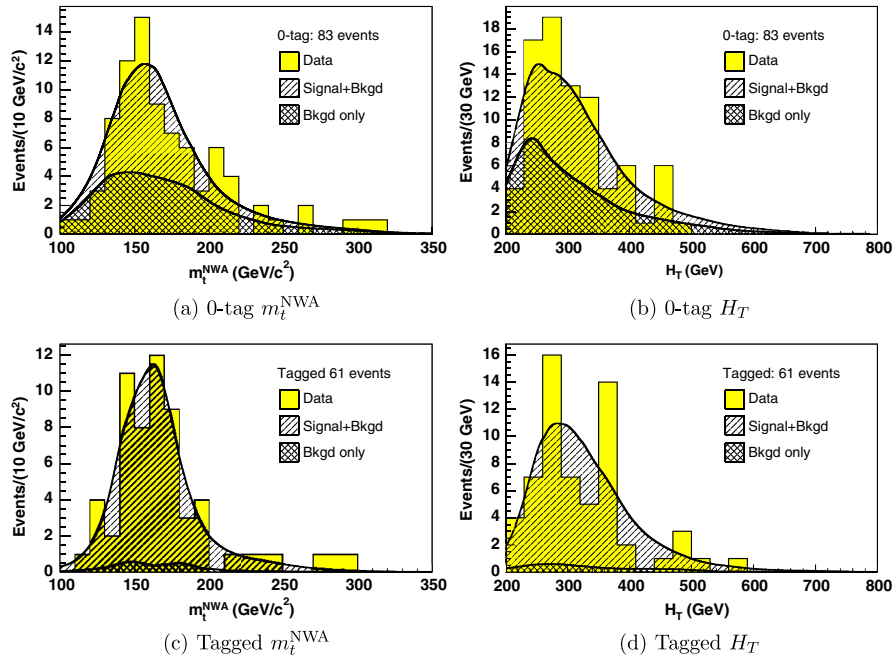 Events/(10 GeV/c²)
14
12
10
8
6
4
2
0
0-tag: 83 events
Data
Signal+Bkgd
Bkgd only
100 150 200 250 300 350
m_t^NWA (GeV/c²)
(a) 0-tag m_t^NWA
Events/(30 GeV)
18
16
14
12
10
8
6
4
2
0
0-tag: 83 events
Data
Signal+Bkgd
Bkgd only
200 300 400 500 600 700 800
H_T (GeV)
(b) 0-tag H_T
Events/(10 GeV/c²)
12
10
8
6
4
2
0
Tagged 61 events
Data
Signal+Bkgd
Bkgd only
100 150 200 250 300 350
m_t^NWA (GeV/c²)
(c) Tagged m_t^NWA
Events/(30 GeV)
16
14
12
10
8
6
4
2
0
Tagged: 61 events
Data
Signal+Bkgd
Bkgd only
200 300 400 500 600 700 800
H_T (GeV)
(d) Tagged H_T